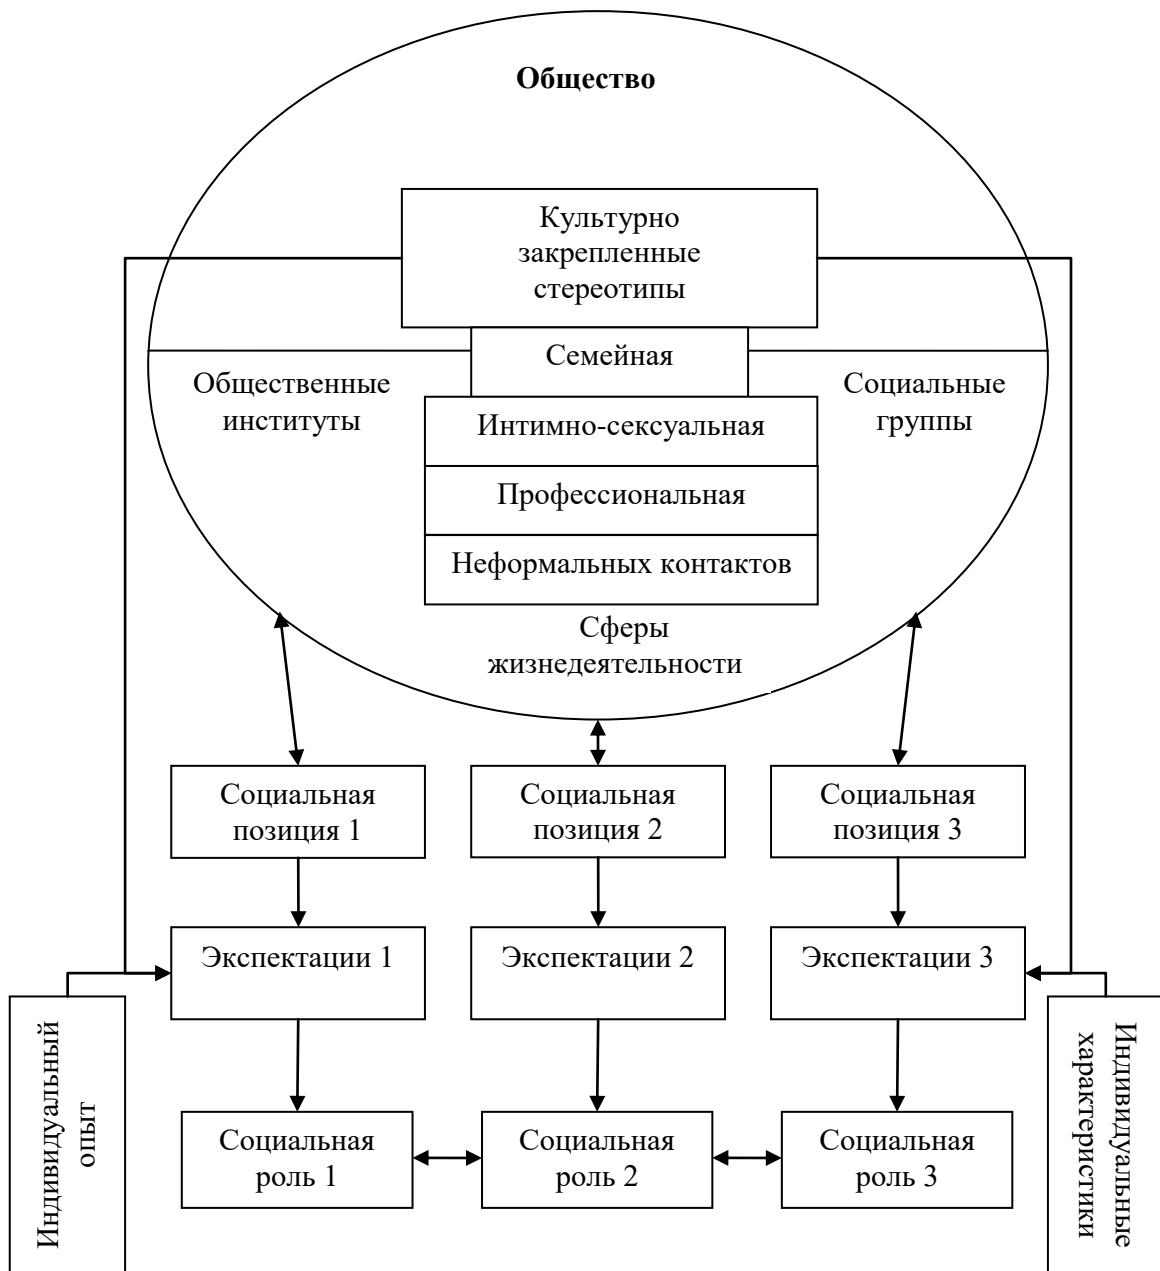 Общество
Культурно
закрепленные
стереотипы
Семейная
Общественные
институты
Социальные
группы
Интимно-сексуальная
Профессиональная
Неформальных контактов
Сферы
жизнедеятельности
Социальная
позиция 1
Социальная
позиция 2
Социальная
позиция 3
Экспектации 1
Экспектации 2
Экспектации 3
Индивидуальный
опыт
Индивидуальные
характеристики
Социальная
роль 1
Социальная
роль 2
Социальная
роль 3